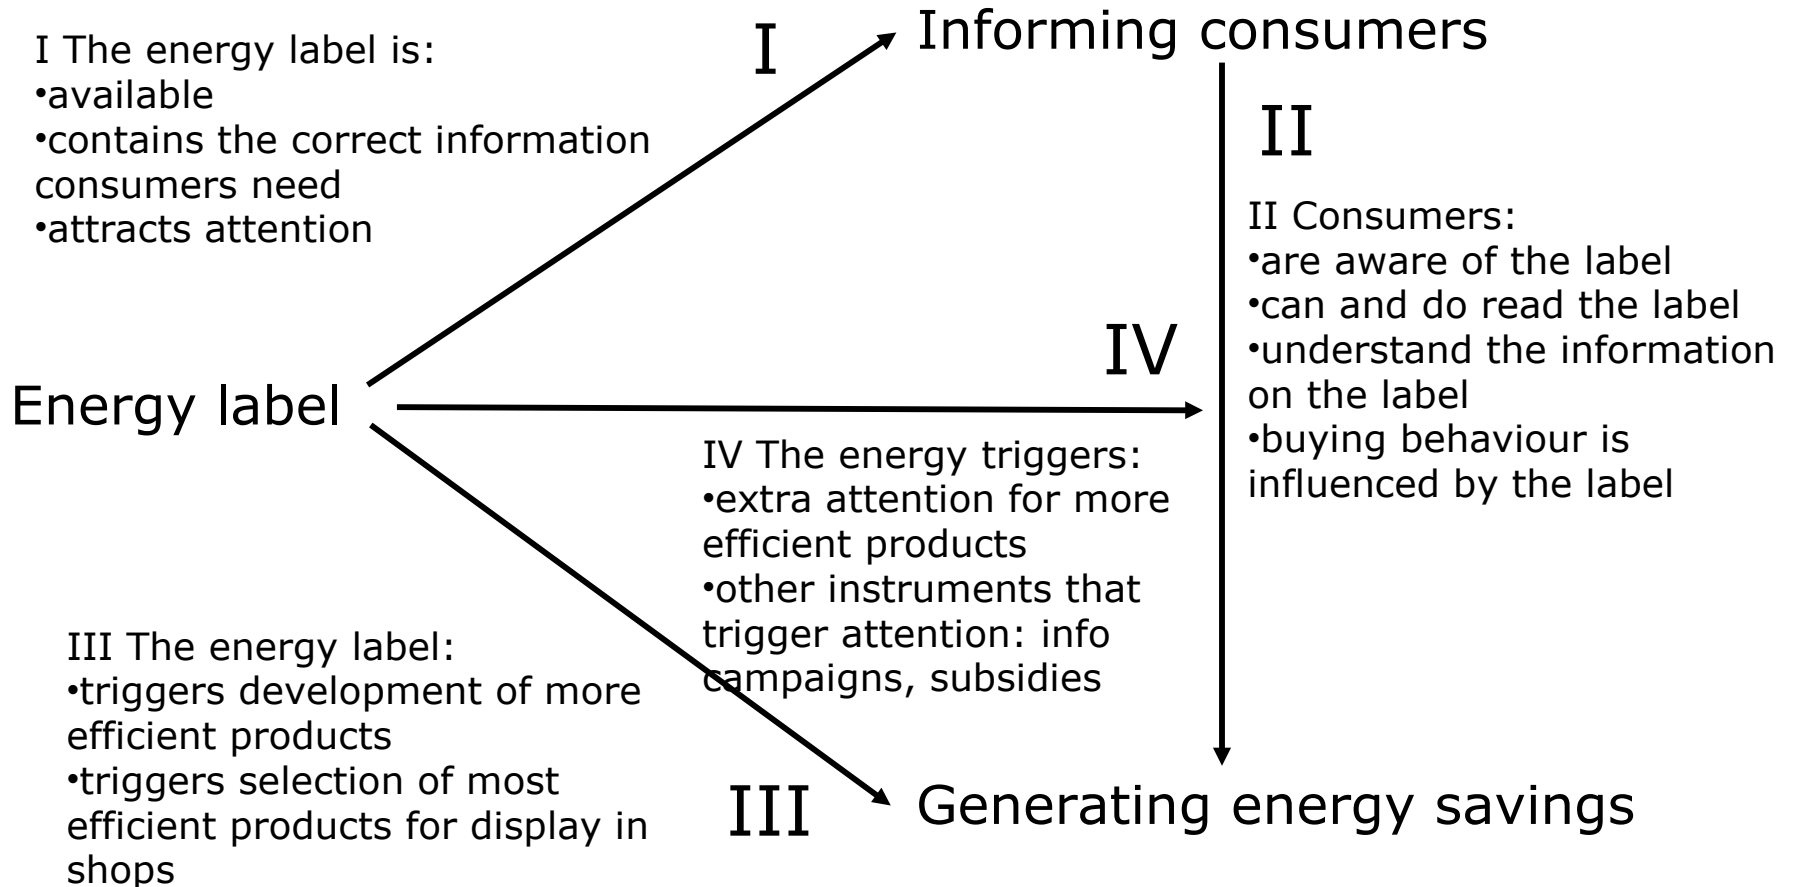 I The energy label is:
•available
•contains the correct information
consumers need
•attracts attention
I
Informing consumers
II
II Consumers:
•are aware of the label
•can and do read the label
•understand the information
on the label
•buying behaviour is
influenced by the label
Energy label
IV
IV The energy triggers:
•extra attention for more
efficient products
•other instruments that
trigger attention: info
campaigns, subsidies
III The energy label:
•triggers development of more
efficient products
•triggers selection of most
efficient products for display in
shops
III
Generating energy savings